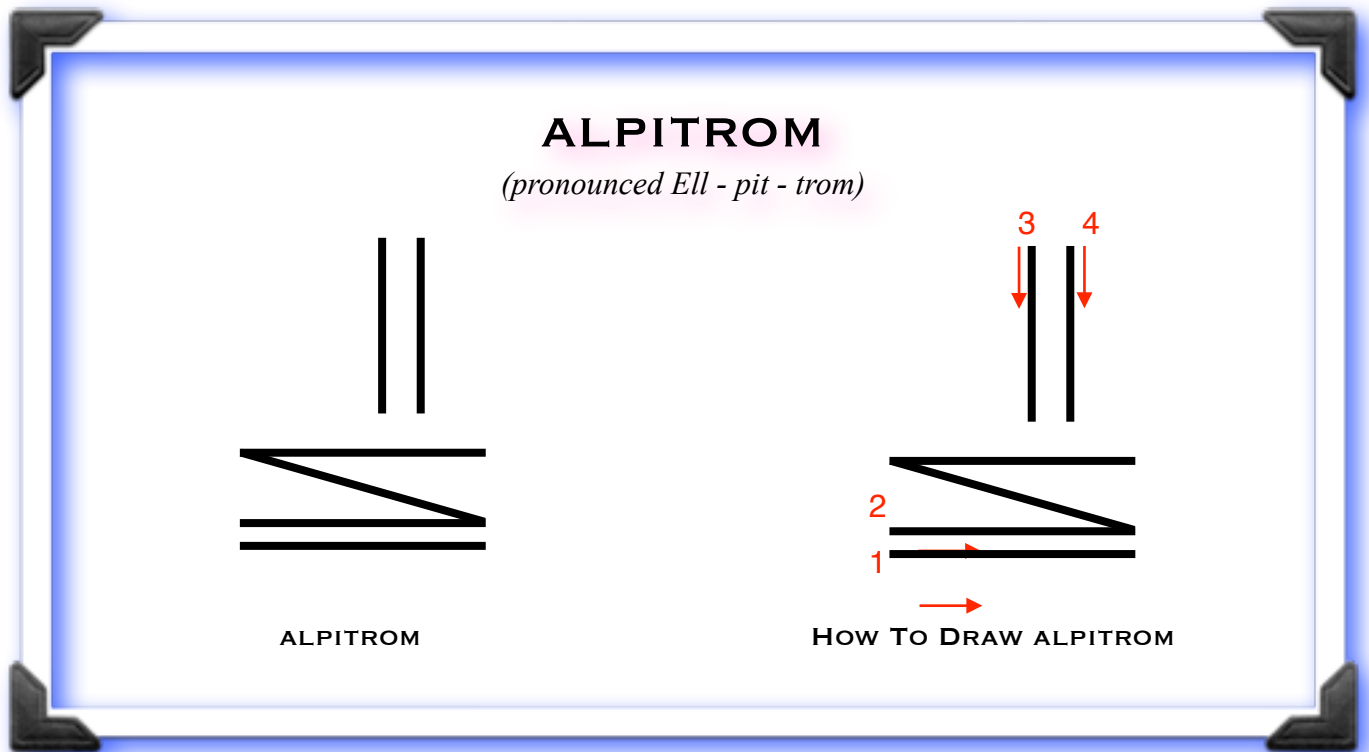 ALPITROM
(pronounced Ell - pit - trom)
3 4
2
1
ALPITROM
HOW TO DRAW ALPITROM